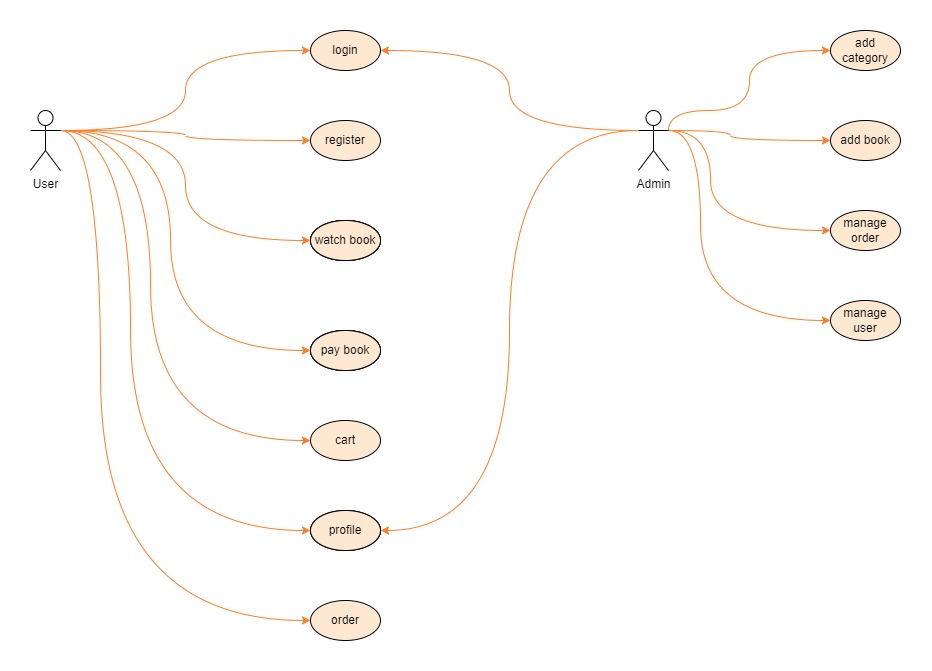 login
register
User
watch book
pay book
cart
profile
order
Admin
add
category
add book
manage
order
manage
user